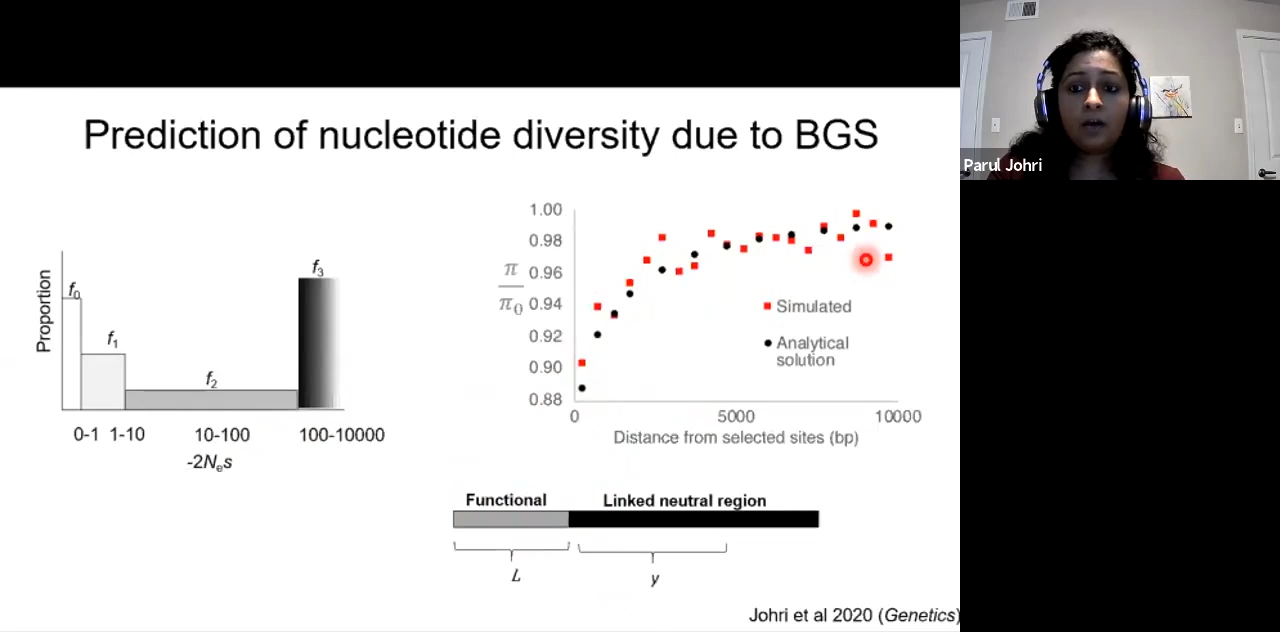 Prediction of nucleotide diversity due to BGS
Parul Johri
Proportion
f0
f1
f2
f3
0-1 1-10 10-100 100-10000
-2Nes
π
π0
1.00
0.98
0.96
0.94
0.92
0.90
0.88
0 5000 10000
Distance from selected sites (bp)
Simulated
Analytical
solution
Functional Linked neutral region
L y
Johri et al 2020 (Genetics)